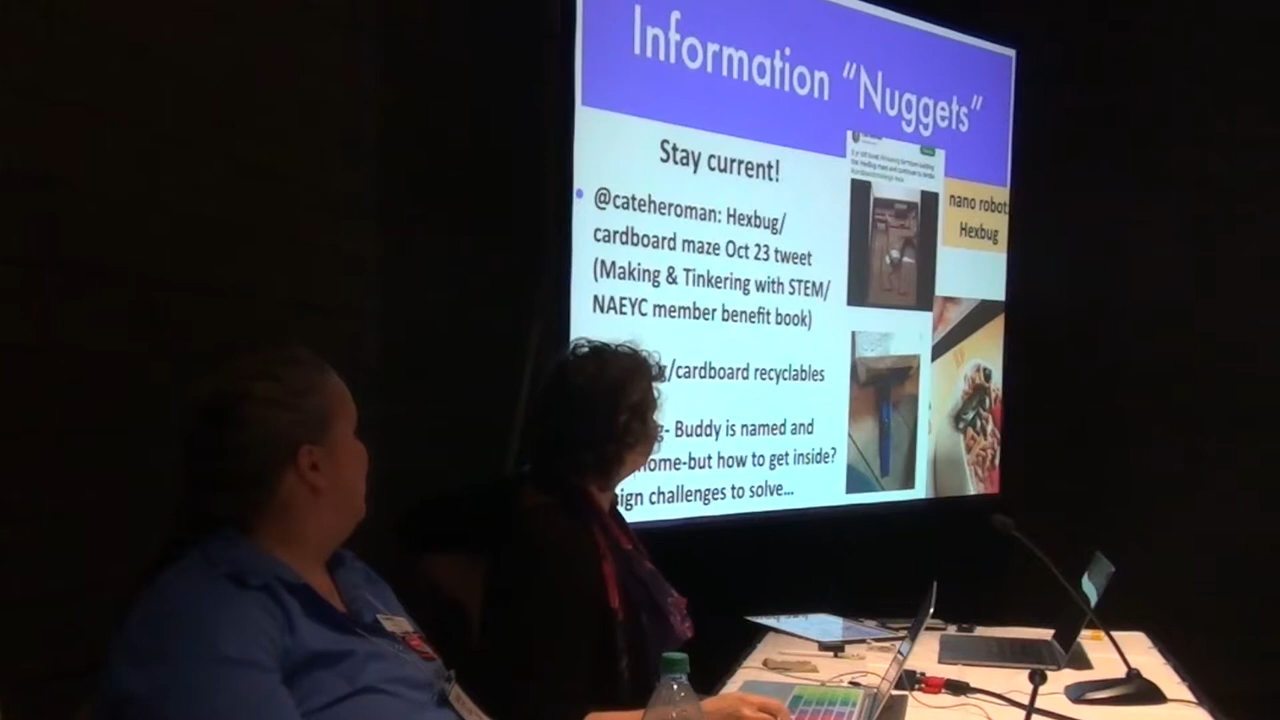 Information “Nuggets”
Stay current!
@cateheroman: Hexbug/
cardboard maze Oct 23 tweet
(Making & Tinkering with STEM/
NAEYC member benefit book)
/cardboard recyclables
- Buddy is named and
home-but how to get inside?
challenges to solve...
nano robot:
Hexbug